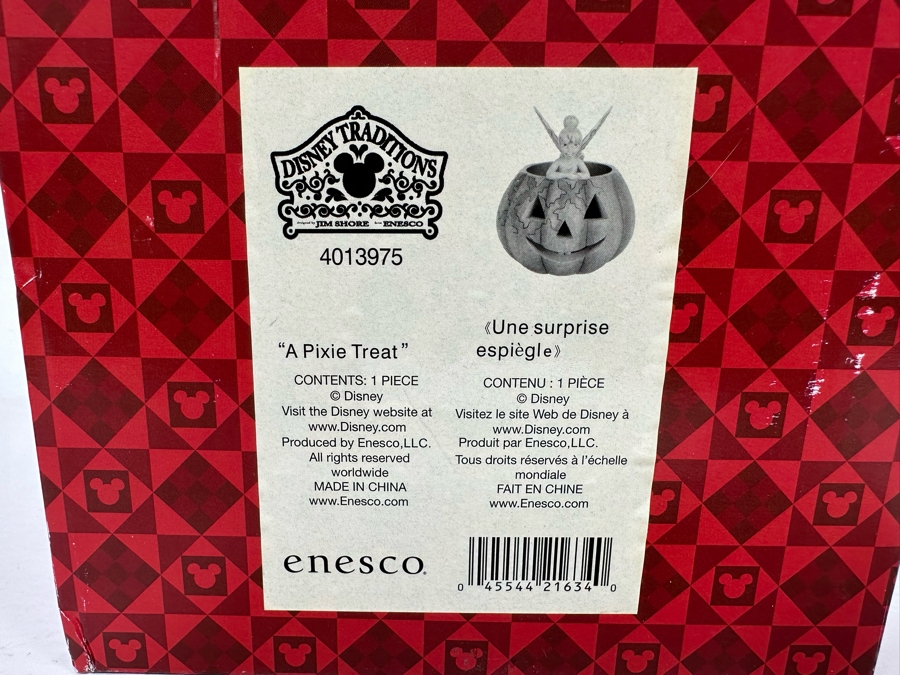 DISNEY TRADITIONS
designed by JIM SHORE for ENESCO
4013975
“A Pixie Treat”
CONTENTS: 1 PIECE
© Disney
Visit the Disney website at
www.Disney.com
Produced by Enesco,LLC.
All rights reserved
worldwide
MADE IN CHINA
www.Enesco.com
enesco.
《Une surprise
espiègle》
CONTENU : 1 PIÈCE
© Disney
Visitez le site Web de Disney à
www.Disney.com
Produit par Enesco,LLC.
Tous droits réservés à l’échelle
mondiale
FAIT EN CHINE
www.Enesco.com
0 45544 21634 0